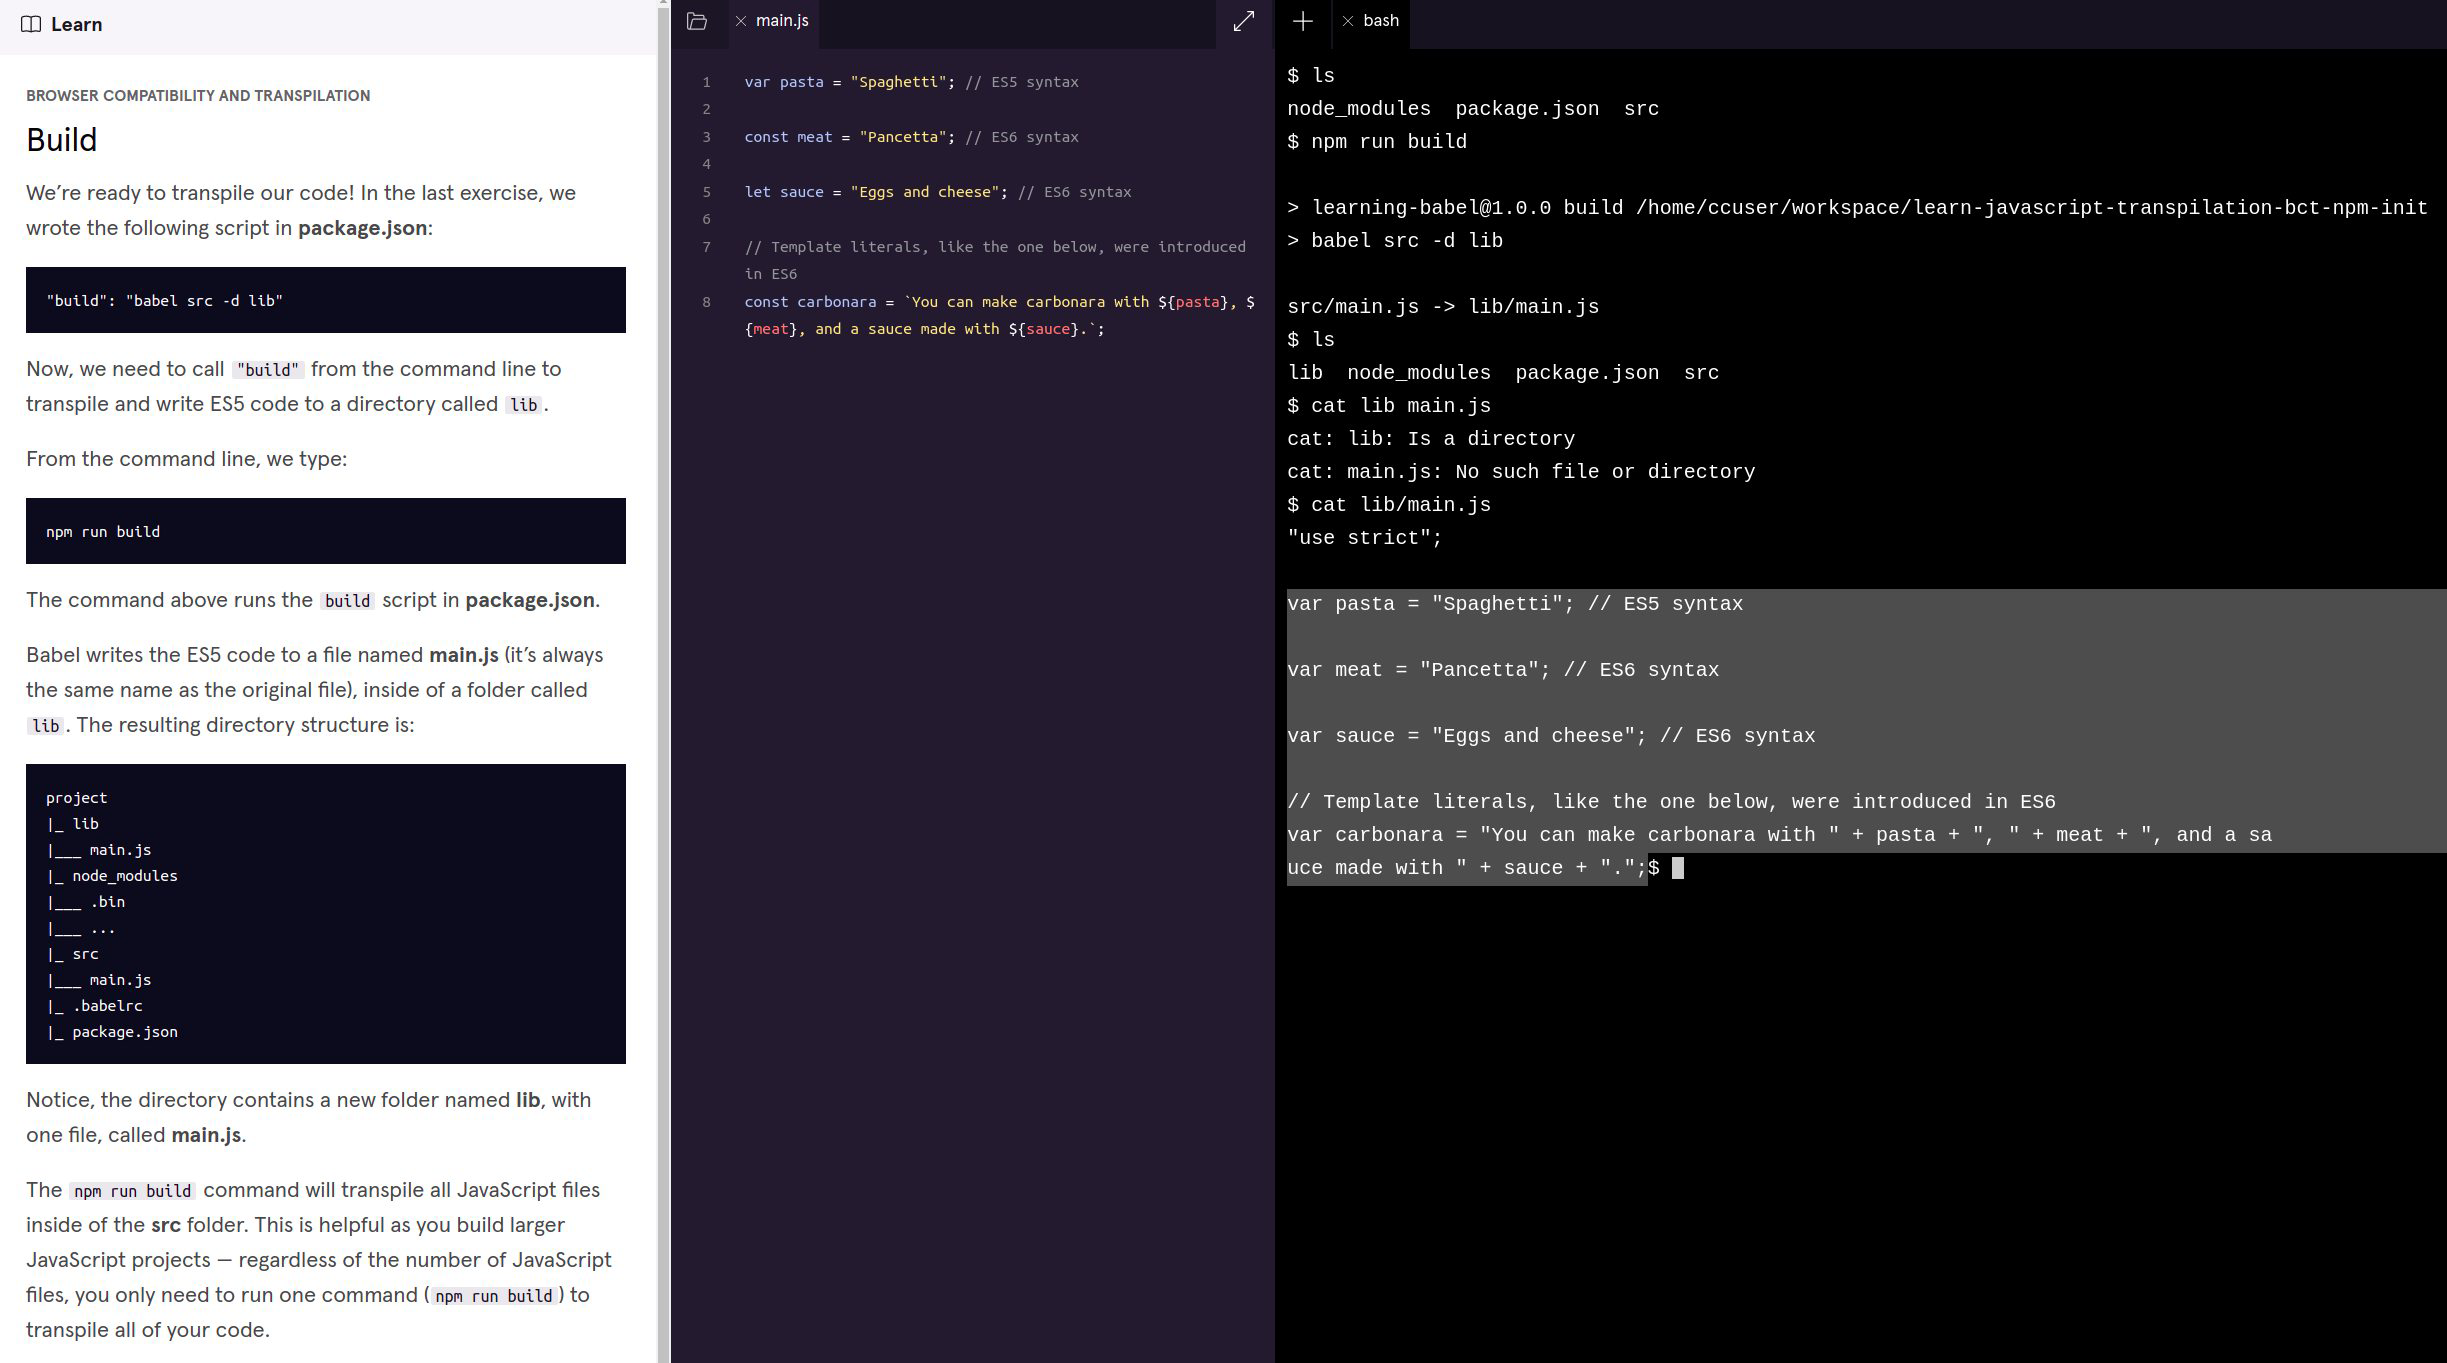 Learn
BROWSER COMPATIBILITY AND TRANSPILATION
Build
We’re ready to transpile our code! In the last exercise, we
wrote the following script in package.json:
"build": "babel src -d lib"
Now, we need to call "build" from the command line to
transpile and write ES5 code to a directory called lib.
From the command line, we type:
npm run build
The command above runs the build script in package.json.
Babel writes the ES5 code to a file named main.js (it’s always
the same name as the original file), inside of a folder called
lib. The resulting directory structure is:
project
|_ lib
|___ main.js
|_ node_modules
|___ .bin
|___ ...
|_ src
|___ main.js
|_ .babelrc
|_ package.json
Notice, the directory contains a new folder named lib, with
one file, called main.js.
The npm run build command will transpile all JavaScript files
inside of the src folder. This is helpful as you build larger
JavaScript projects — regardless of the number of JavaScript
files, you only need to run one command (npm run build) to
transpile all of your code.
main.js
1 var pasta = "Spaghetti"; // ES5 syntax
2
3 const meat = "Pancetta"; // ES6 syntax
4
5 let sauce = "Eggs and cheese"; // ES6 syntax
6
7 // Template literals, like the one below, were introduced
in ES6
8 const carbonara = `You can make carbonara with ${pasta}, $
{meat}, and a sauce made with ${sauce}.`;
bash
$ ls
node_modules  package.json  src
$ npm run build
> learning-babel@1.0.0 build /home/ccuser/workspace/learn-javascript-transpilation-bct-npm-init
> babel src -d lib
src/main.js -> lib/main.js
$ ls
lib  node_modules  package.json  src
$ cat lib main.js
cat: lib: Is a directory
cat: main.js: No such file or directory
$ cat lib/main.js
"use strict";
var pasta = "Spaghetti"; // ES5 syntax
var meat = "Pancetta"; // ES6 syntax
var sauce = "Eggs and cheese"; // ES6 syntax
// Template literals, like the one below, were introduced in ES6
var carbonara = "You can make carbonara with " + pasta + ", " + meat + ", and a sa
uce made with " + sauce + ".";$